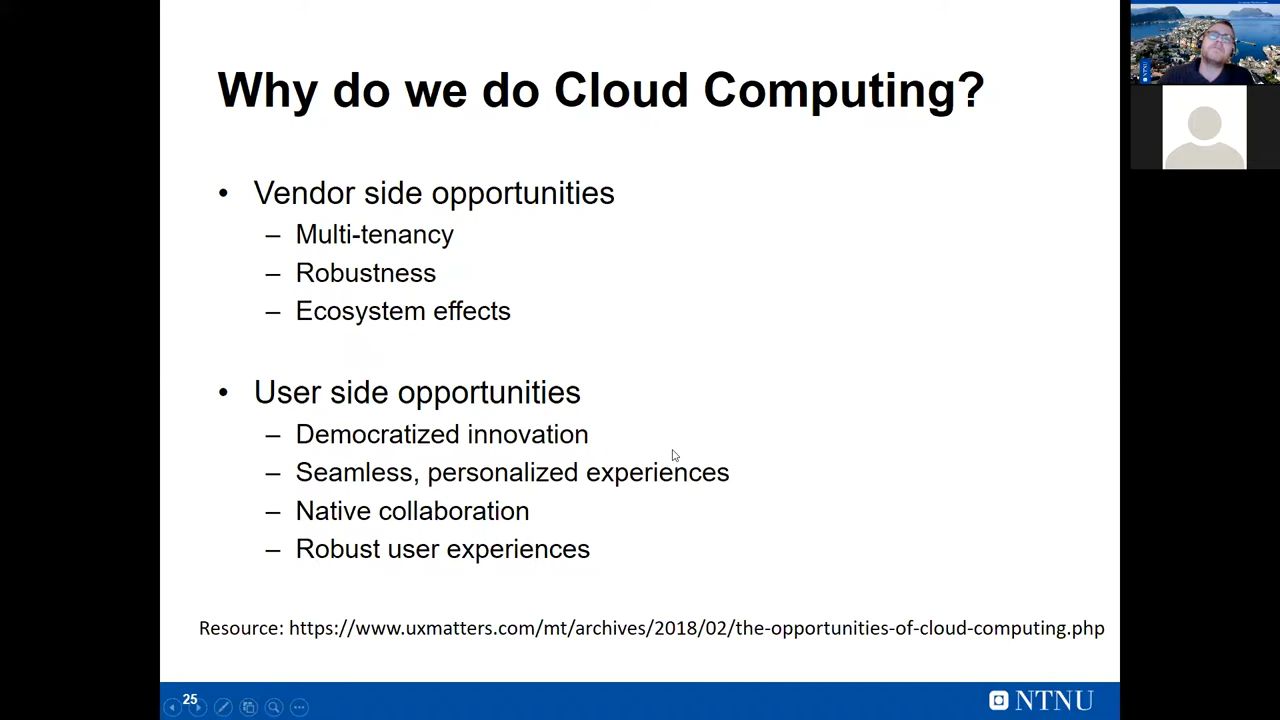 Why do we do Cloud Computing?
• Vendor side opportunities
– Multi-tenancy
– Robustness
– Ecosystem effects
• User side opportunities
– Democratized innovation
– Seamless, personalized experiences
– Native collaboration
– Robust user experiences
Resource: https://www.uxmatters.com/mt/archives/2018/02/the-opportunities-of-cloud-computing.php
25
NTNU
NTNU